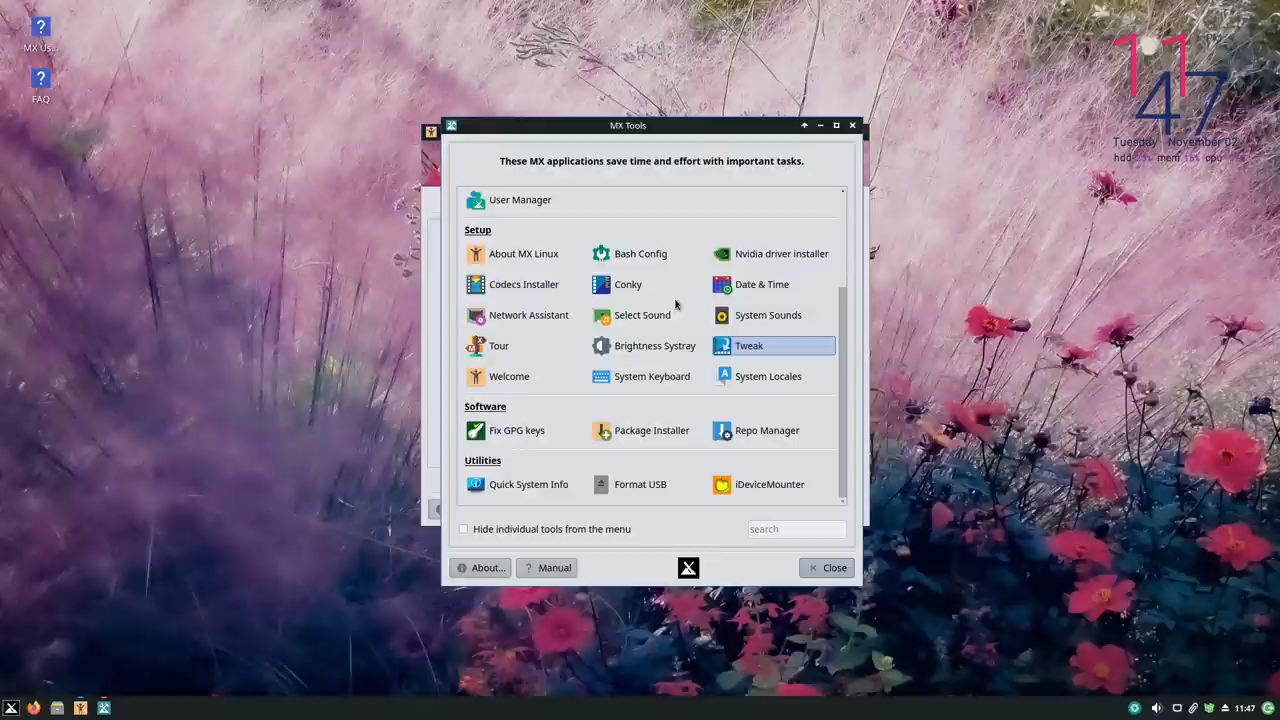 MX Us...
FAQ
11
47
Tuesday November 02
hdd mem cpu
MX Tools
These MX applications save time and effort with important tasks.
User Manager
Setup
About MX Linux Bash Config Nvidia driver installer
Codecs Installer Conky Date & Time
Network Assistant Select Sound System Sounds
Tour Brightness Systray Tweak
Welcome System Keyboard System Locales
Software
Fix GPG keys Package Installer Repo Manager
Utilities
Quick System Info Format USB iDeviceMounter
Hide individual tools from the menu search
About... ? Manual Close
11:47